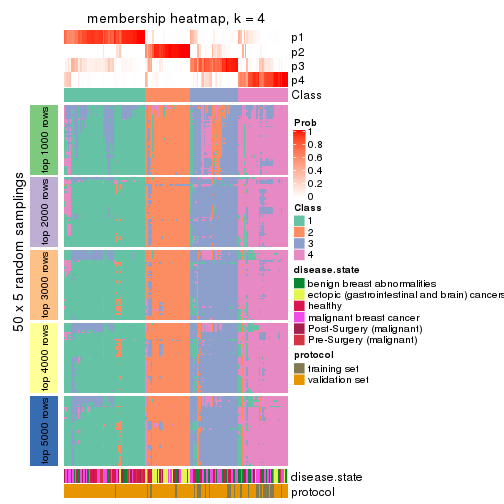 membership heatmap, k = 4
p1
p2
p3
p4
Class
50 x 5 random samplings
top 1000 rows
top 2000 rows
top 3000 rows
top 4000 rows
top 5000 rows
Prob
1
0.8
0.6
0.4
0.2
0
Class
1
2
3
4
disease.state
benign breast abnormalities
ectopic (gastrointestinal and brain) cancers
healthy
malignant breast cancer
Post-Surgery (malignant)
Pre-Surgery (malignant)
protocol
training set
validation set
disease.state
protocol